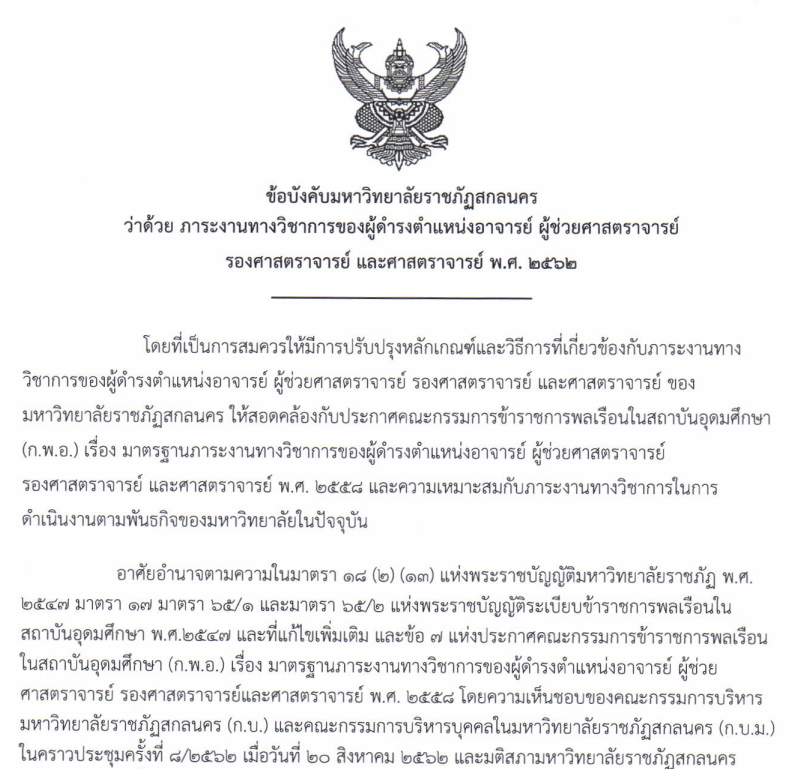 ข้อบังคับมหาวิทยาลัยราชภัฏสกลนคร
ว่าด้วย ภาระงานทางวิชาการของผู้ดำรงตำแหน่งอาจารย์ ผู้ช่วยศาสตราจารย์
รองศาสตราจารย์ และศาสตราจารย์ พ.ศ. ๒๕๖๒
โดยที่เป็นการสมควรให้มีการปรับปรุงหลักเกณฑ์และวิธีการที่เกี่ยวข้องกับภาระงานทาง
วิชาการของผู้ดำรงตำแหน่งอาจารย์ ผู้ช่วยศาสตราจารย์ รองศาสตราจารย์ และศาสตราจารย์ ของ
มหาวิทยาลัยราชภัฏสกลนคร ให้สอดคล้องกับประกาศคณะกรรมการข้าราชการพลเรือนในสถาบันอุดมศึกษา
(ก.พ.อ.) เรื่อง มาตรฐานภาระงานทางวิชาการของผู้ดำรงตำแหน่งอาจารย์ ผู้ช่วยศาสตราจารย์
รองศาสตราจารย์ และศาสตราจารย์ พ.ศ. ๒๕๕๘ และความเหมาะสมกับภาระงานทางวิชาการในการ
ดำเนินงานตามพันธกิจของมหาวิทยาลัยในปัจจุบัน
อาศัยอำนาจตามความในมาตรา ๑๘ (๒) (๑๓) แห่งพระราชบัญญัติมหาวิทยาลัยราชภัฏ พ.ศ.
๒๕๔๗ มาตรา ๑๗ มาตรา ๖๕/๑ และมาตรา ๖๕/๒ แห่งพระราชบัญญัติระเบียบข้าราชการพลเรือนใน
สถาบันอุดมศึกษา พ.ศ.๒๕๔๗ และที่แก้ไขเพิ่มเติม และข้อ ๗ แห่งประกาศคณะกรรมการข้าราชการพลเรือน
ในสถาบันอุดมศึกษา (ก.พ.อ.) เรื่อง มาตรฐานภาระงานทางวิชาการของผู้ดำรงตำแหน่งอาจารย์ ผู้ช่วย
ศาสตราจารย์ รองศาสตราจารย์และศาสตราจารย์ พ.ศ. ๒๕๕๘ โดยความเห็นชอบของคณะกรรมการบริหาร
มหาวิทยาลัยราชภัฏสกลนคร (ก.บ.) และคณะกรรมการบริหารบุคคลในมหาวิทยาลัยราชภัฏสกลนคร (ก.บ.ม.)
ในคราวประชุมครั้งที่ ๘/๒๕๖๒ เมื่อวันที่ ๒๐ สิงหาคม ๒๕๖๒ และมติสภามหาวิทยาลัยราชภัฏสกลนคร